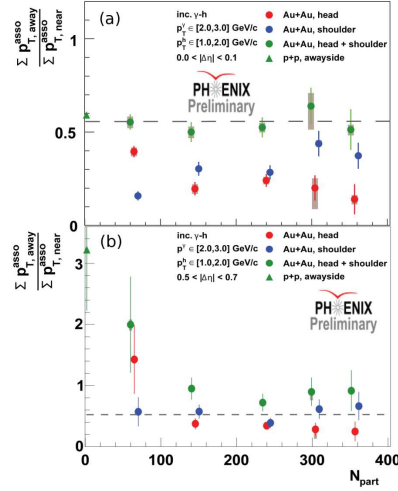 Σ p_T, away^asso
Σ p_T, near^asso
(a)
inc. γ-h
p_T^γ ∈ [2.0,3.0] GeV/c
p_T^h ∈ [1.0,2.0] GeV/c
0.0 < |Δη| < 0.1
Au+Au, head
Au+Au, shoulder
Au+Au, head + shoulder
p+p, awayside
PHENIX
Preliminary
1
0.5
0
Σ p_T, away^asso
Σ p_T, near^asso
(b)
inc. γ-h
p^γ ∈ [2.0,3.0] GeV/c
p_T^h ∈ [1.0,2.0] GeV/c
0.5 < |Δη| < 0.7
Au+Au, head
Au+Au, shoulder
Au+Au, head + shoulder
p+p, awayside
PHENIX
Preliminary
3
2
1
0
0 100 200 300 400
N_part